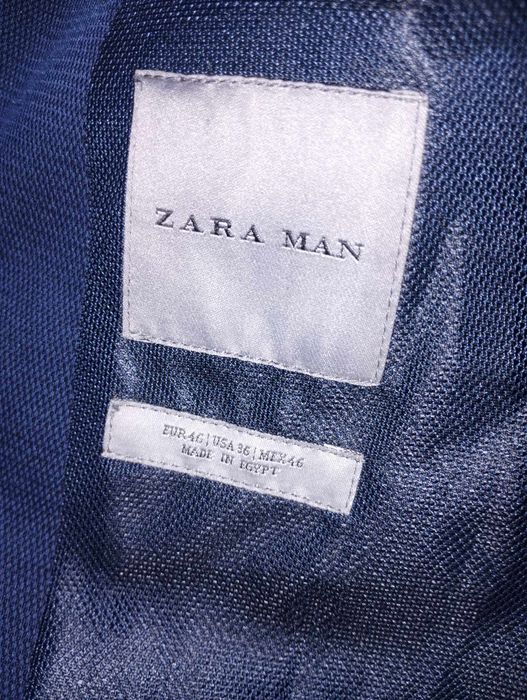 ZARA MAN
EUR 46 | USA 36 | MEX 46
MADE IN EGYPT